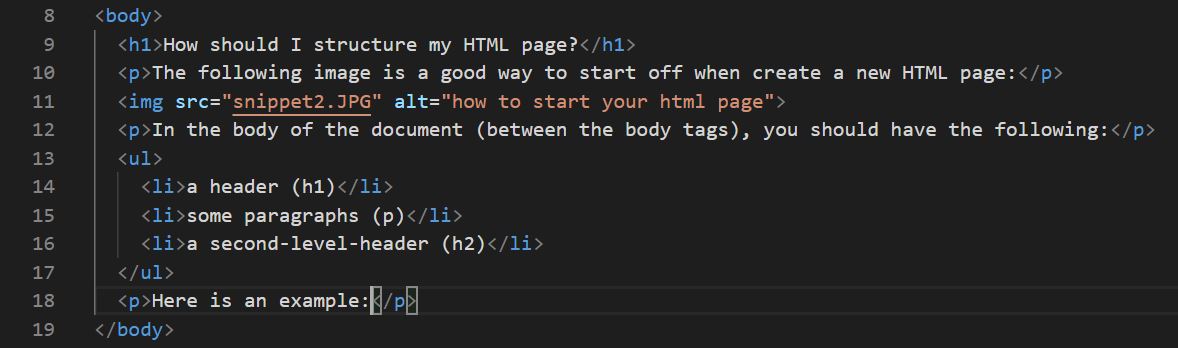 8 <body>
9 <h1>How should I structure my HTML page?</h1>
10 <p>The following image is a good way to start off when create a new HTML page:</p>
11 <img src="snippet2.JPG" alt="how to start your html page">
12 <p>In the body of the document (between the body tags), you should have the following:</p>
13 <ul>
14 <li>a header (h1)</li>
15 <li>some paragraphs (p)</li>
16 <li>a second-level-header (h2)</li>
17 </ul>
18 <p>Here is an example:</p>
19 </body>